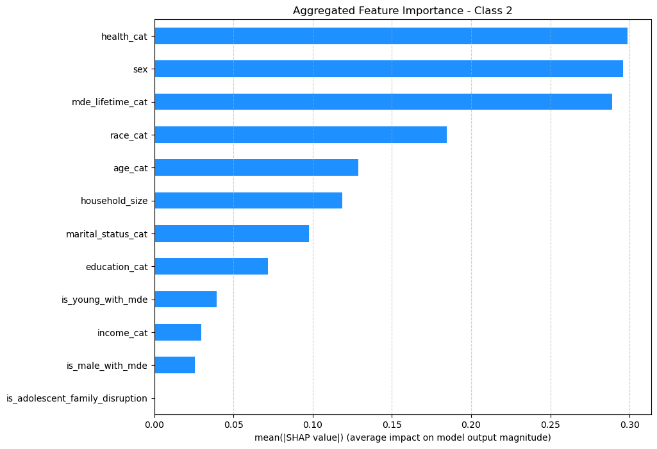 Aggregated Feature Importance - Class 2
health_cat
sex
mde_lifetime_cat
race_cat
age_cat
household_size
marital_status_cat
education_cat
is_young_with_mde
income_cat
is_male_with_mde
is_adolescent_family_disruption
0.00 0.05 0.10 0.15 0.20 0.25 0.30
mean(|SHAP value|) (average impact on model output magnitude)